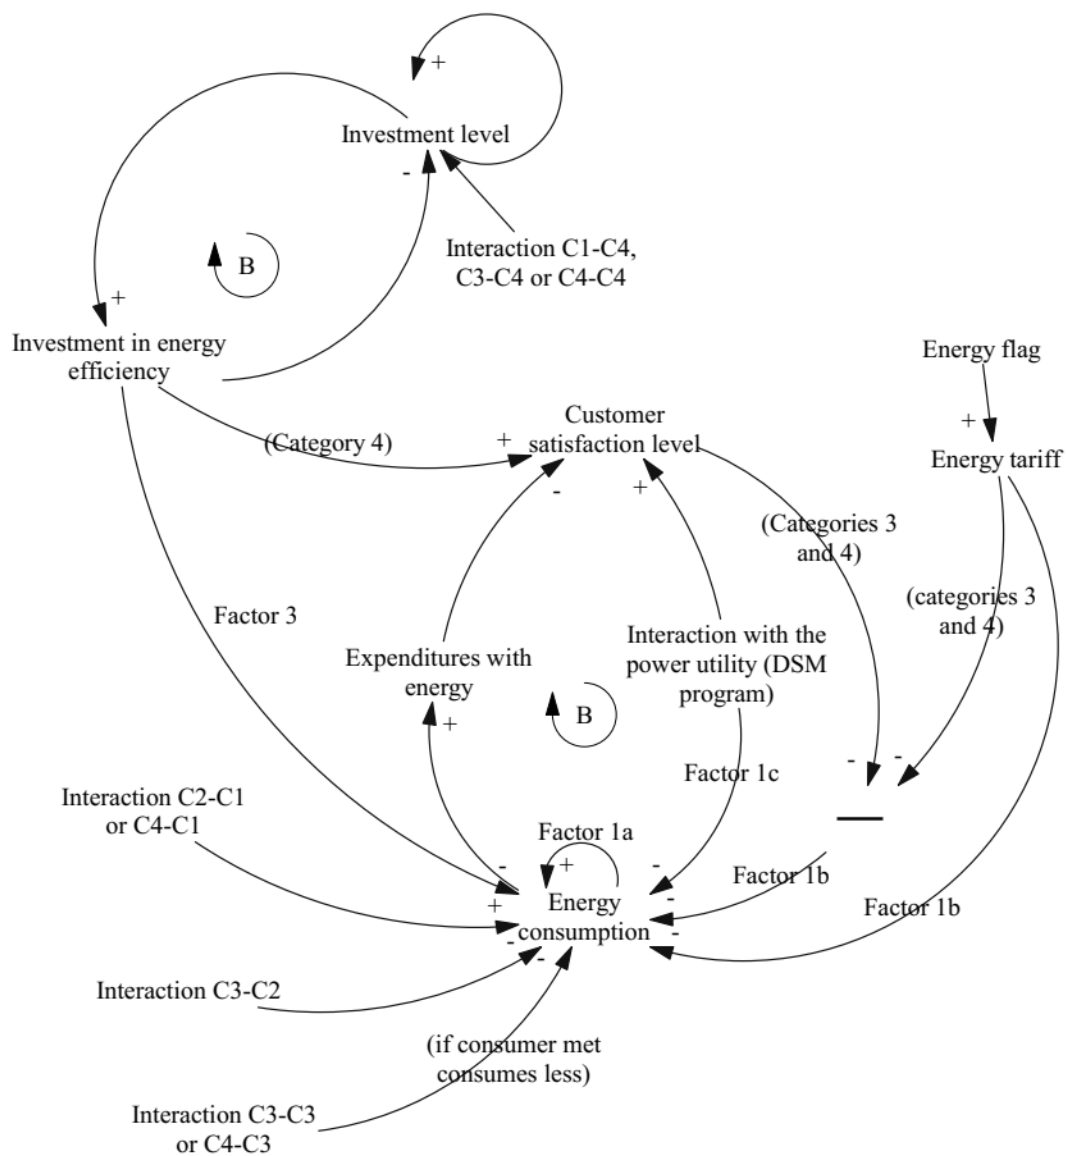 +
Investment level
-
Interaction C1-C4,
C3-C4 or C4-C4
B
+
Investment in energy
efficiency
Energy flag
+
Energy tariff
Customer
satisfaction level
(Category 4)
+
-
+
(Categories 3
and 4)
(categories 3
and 4)
Factor 3
Expenditures with
energy
+
Interaction with the
power utility (DSM
program)
B
Factor 1c
-
-
Interaction C2-C1
or C4-C1
Factor 1a
+
-
-
Factor 1b
Factor 1b
+
-
-
Energy
consumption
-
-
Interaction C3-C2
(if consumer met
consumes less)
Interaction C3-C3
or C4-C3